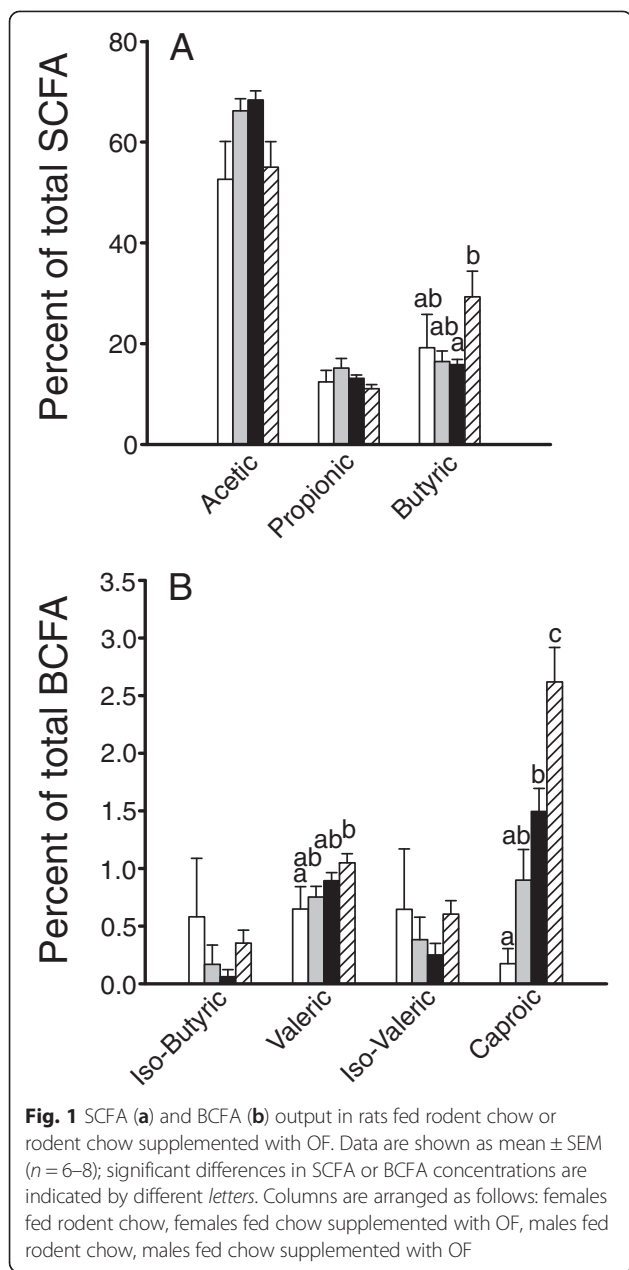 A
Percent of total SCFA
80
60
40
20
0
ab
ab
a
b
Acetic
Propionic
Butyric
B
Percent of total BCFA
3.5
3.0
2.5
2.0
1.5
1.0
0.5
0.0
a
ab
ab
b
a
ab
b
c
Iso-Butyric
Valeric
Iso-Valeric
Caproic
Fig. 1 SCFA (a) and BCFA (b) output in rats fed rodent chow or
rodent chow supplemented with OF. Data are shown as mean ± SEM
(n = 6–8); significant differences in SCFA or BCFA concentrations are
indicated by different letters. Columns are arranged as follows: females
fed rodent chow, females fed chow supplemented with OF, males fed
rodent chow, males fed chow supplemented with OF